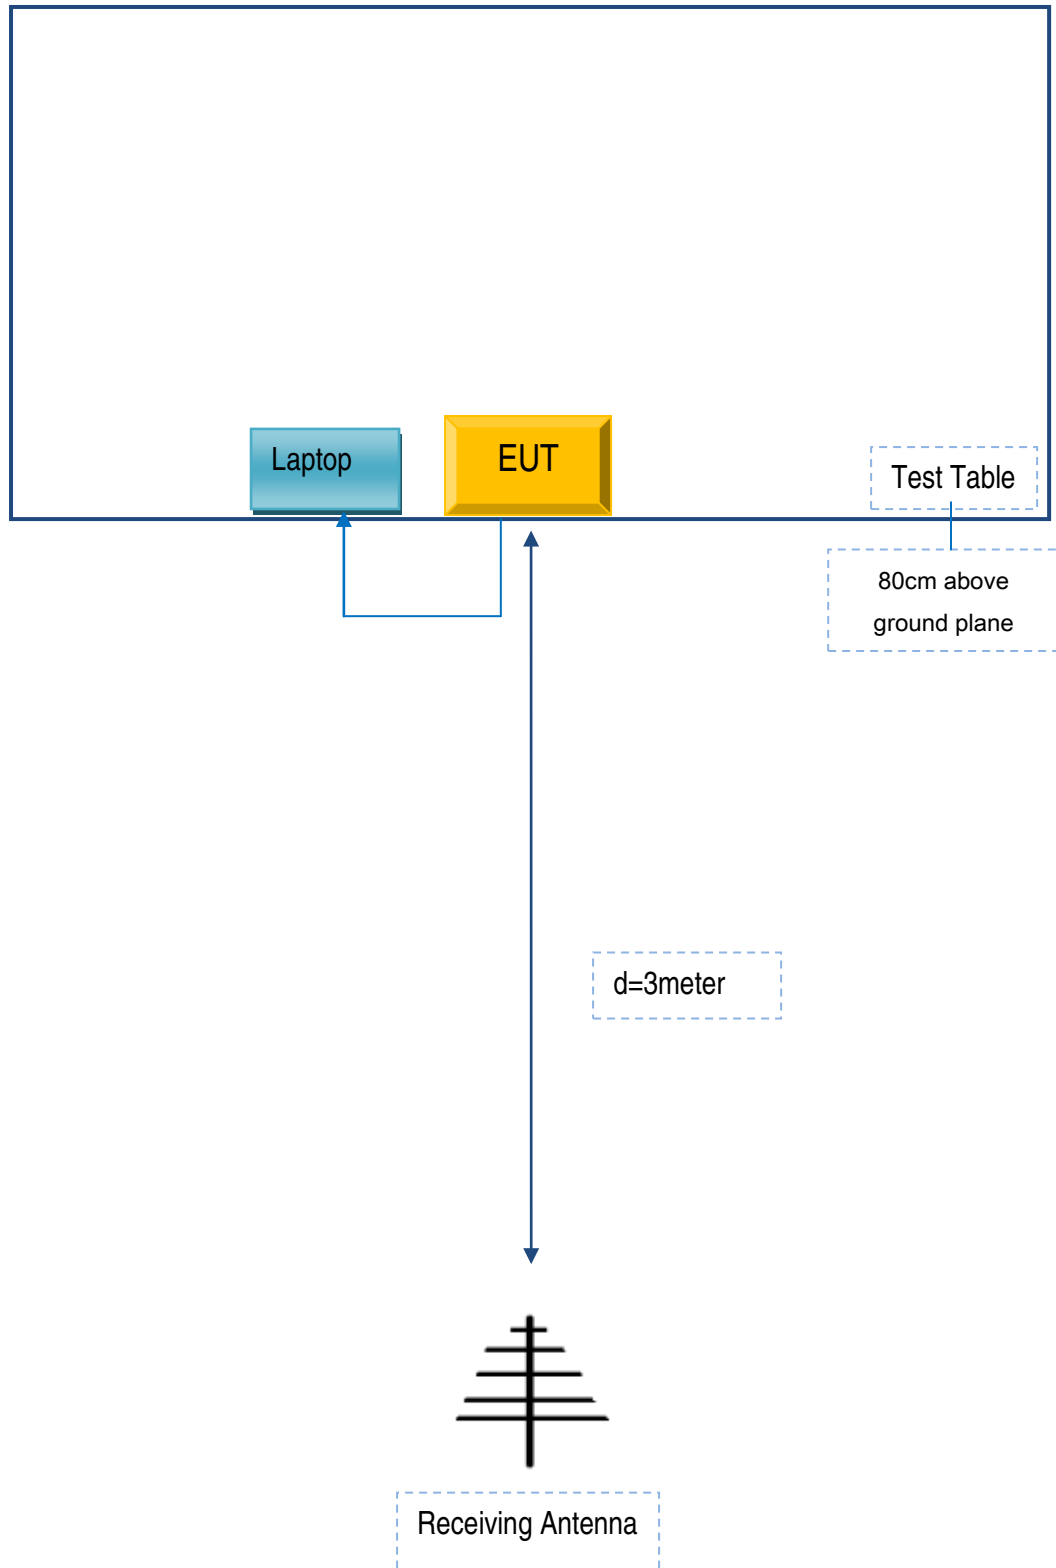 Laptop
EUT
Test Table
80cm above
ground plane
d=3meter
Receiving Antenna